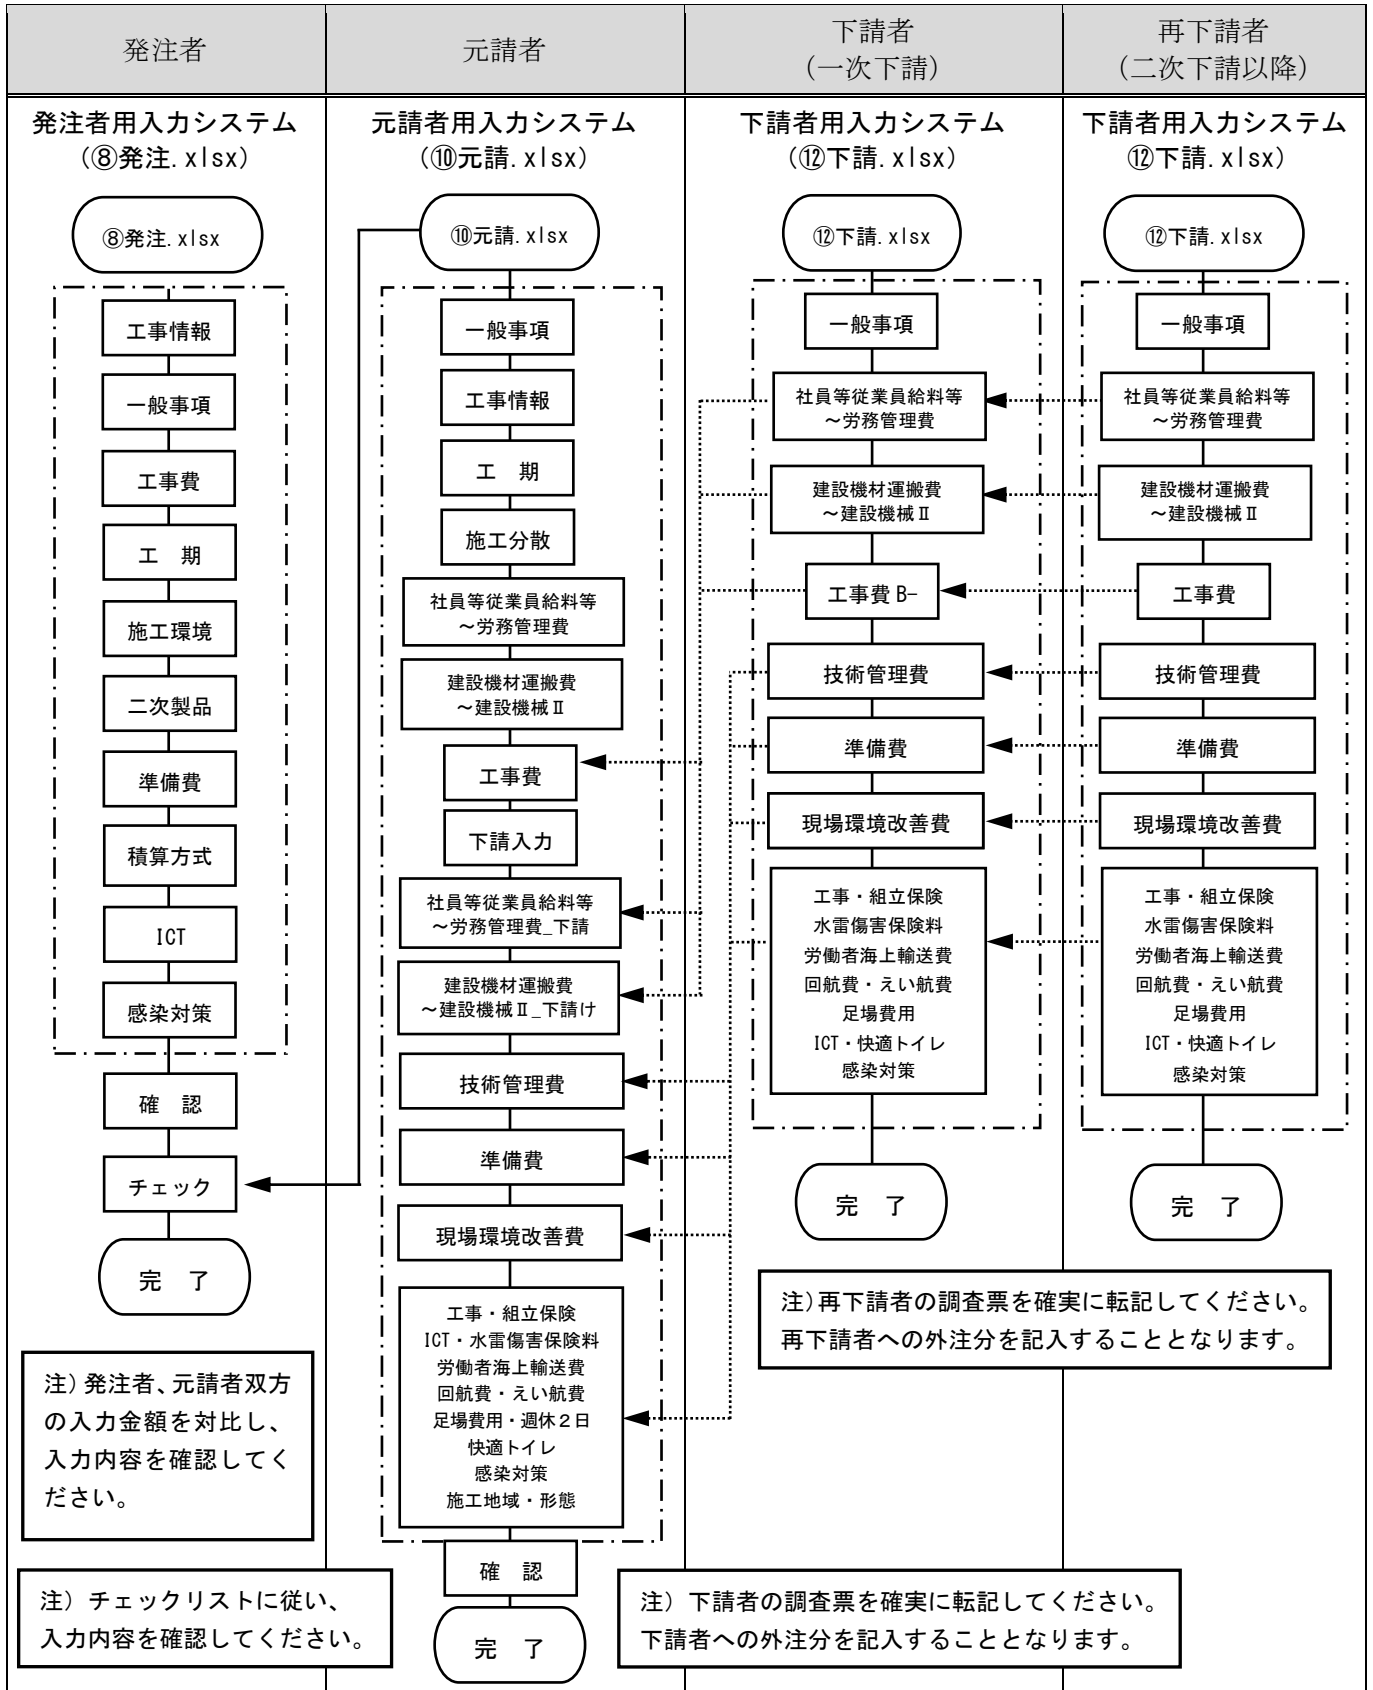 発注者
元請者
下請者
（一次下請）
再下請者
（二次下請以降）
発注者用入力システム
（⑧発注.xlsx）
⑧発注.xlsx
工事情報
一般事項
工事費
工　期
施工環境
二次製品
準備費
積算方式
ICT
感染対策
確　認
チェック
完　了
注）発注者、元請者双方
の入力金額を対比し、
入力内容を確認してく
ださい。
注）チェックリストに従い、
入力内容を確認してください。
元請者用入力システム
（⑩元請.xlsx）
⑩元請.xlsx
一般事項
工事情報
工　期
施工分散
社員等従業員給料等
～労務管理費
建設機材運搬費
～建設機械Ⅱ
工事費
下請入力
社員等従業員給料等
～労務管理費_下請
建設機材運搬費
～建設機械Ⅱ_下請け
技術管理費
準備費
現場環境改善費
工事・組立保険
ICT・水雷傷害保険料
労働者海上輸送費
回航費・えい航費
足場費用・週休２日
快適トイレ
感染対策
施工地域・形態
確　認
完　了
下請者用入力システム
（⑫下請.xlsx）
⑫下請.xlsx
一般事項
社員等従業員給料等
～労務管理費
建設機材運搬費
～建設機械Ⅱ
工事費B-
技術管理費
準備費
現場環境改善費
工事・組立保険
水雷傷害保険料
労働者海上輸送費
回航費・えい航費
足場費用
ICT・快適トイレ
感染対策
完　了
下請者用入力システム
⑫下請.xlsx）
⑫下請.xlsx
一般事項
社員等従業員給料等
～労務管理費
建設機材運搬費
～建設機械Ⅱ
工事費
技術管理費
準備費
現場環境改善費
工事・組立保険
水雷傷害保険料
労働者海上輸送費
回航費・えい航費
足場費用
ICT・快適トイレ
感染対策
完　了
注）再下請者の調査票を確実に転記してください。
再下請者への外注分を記入することとなります。
注）下請者の調査票を確実に転記してください。
下請者への外注分を記入することとなります。